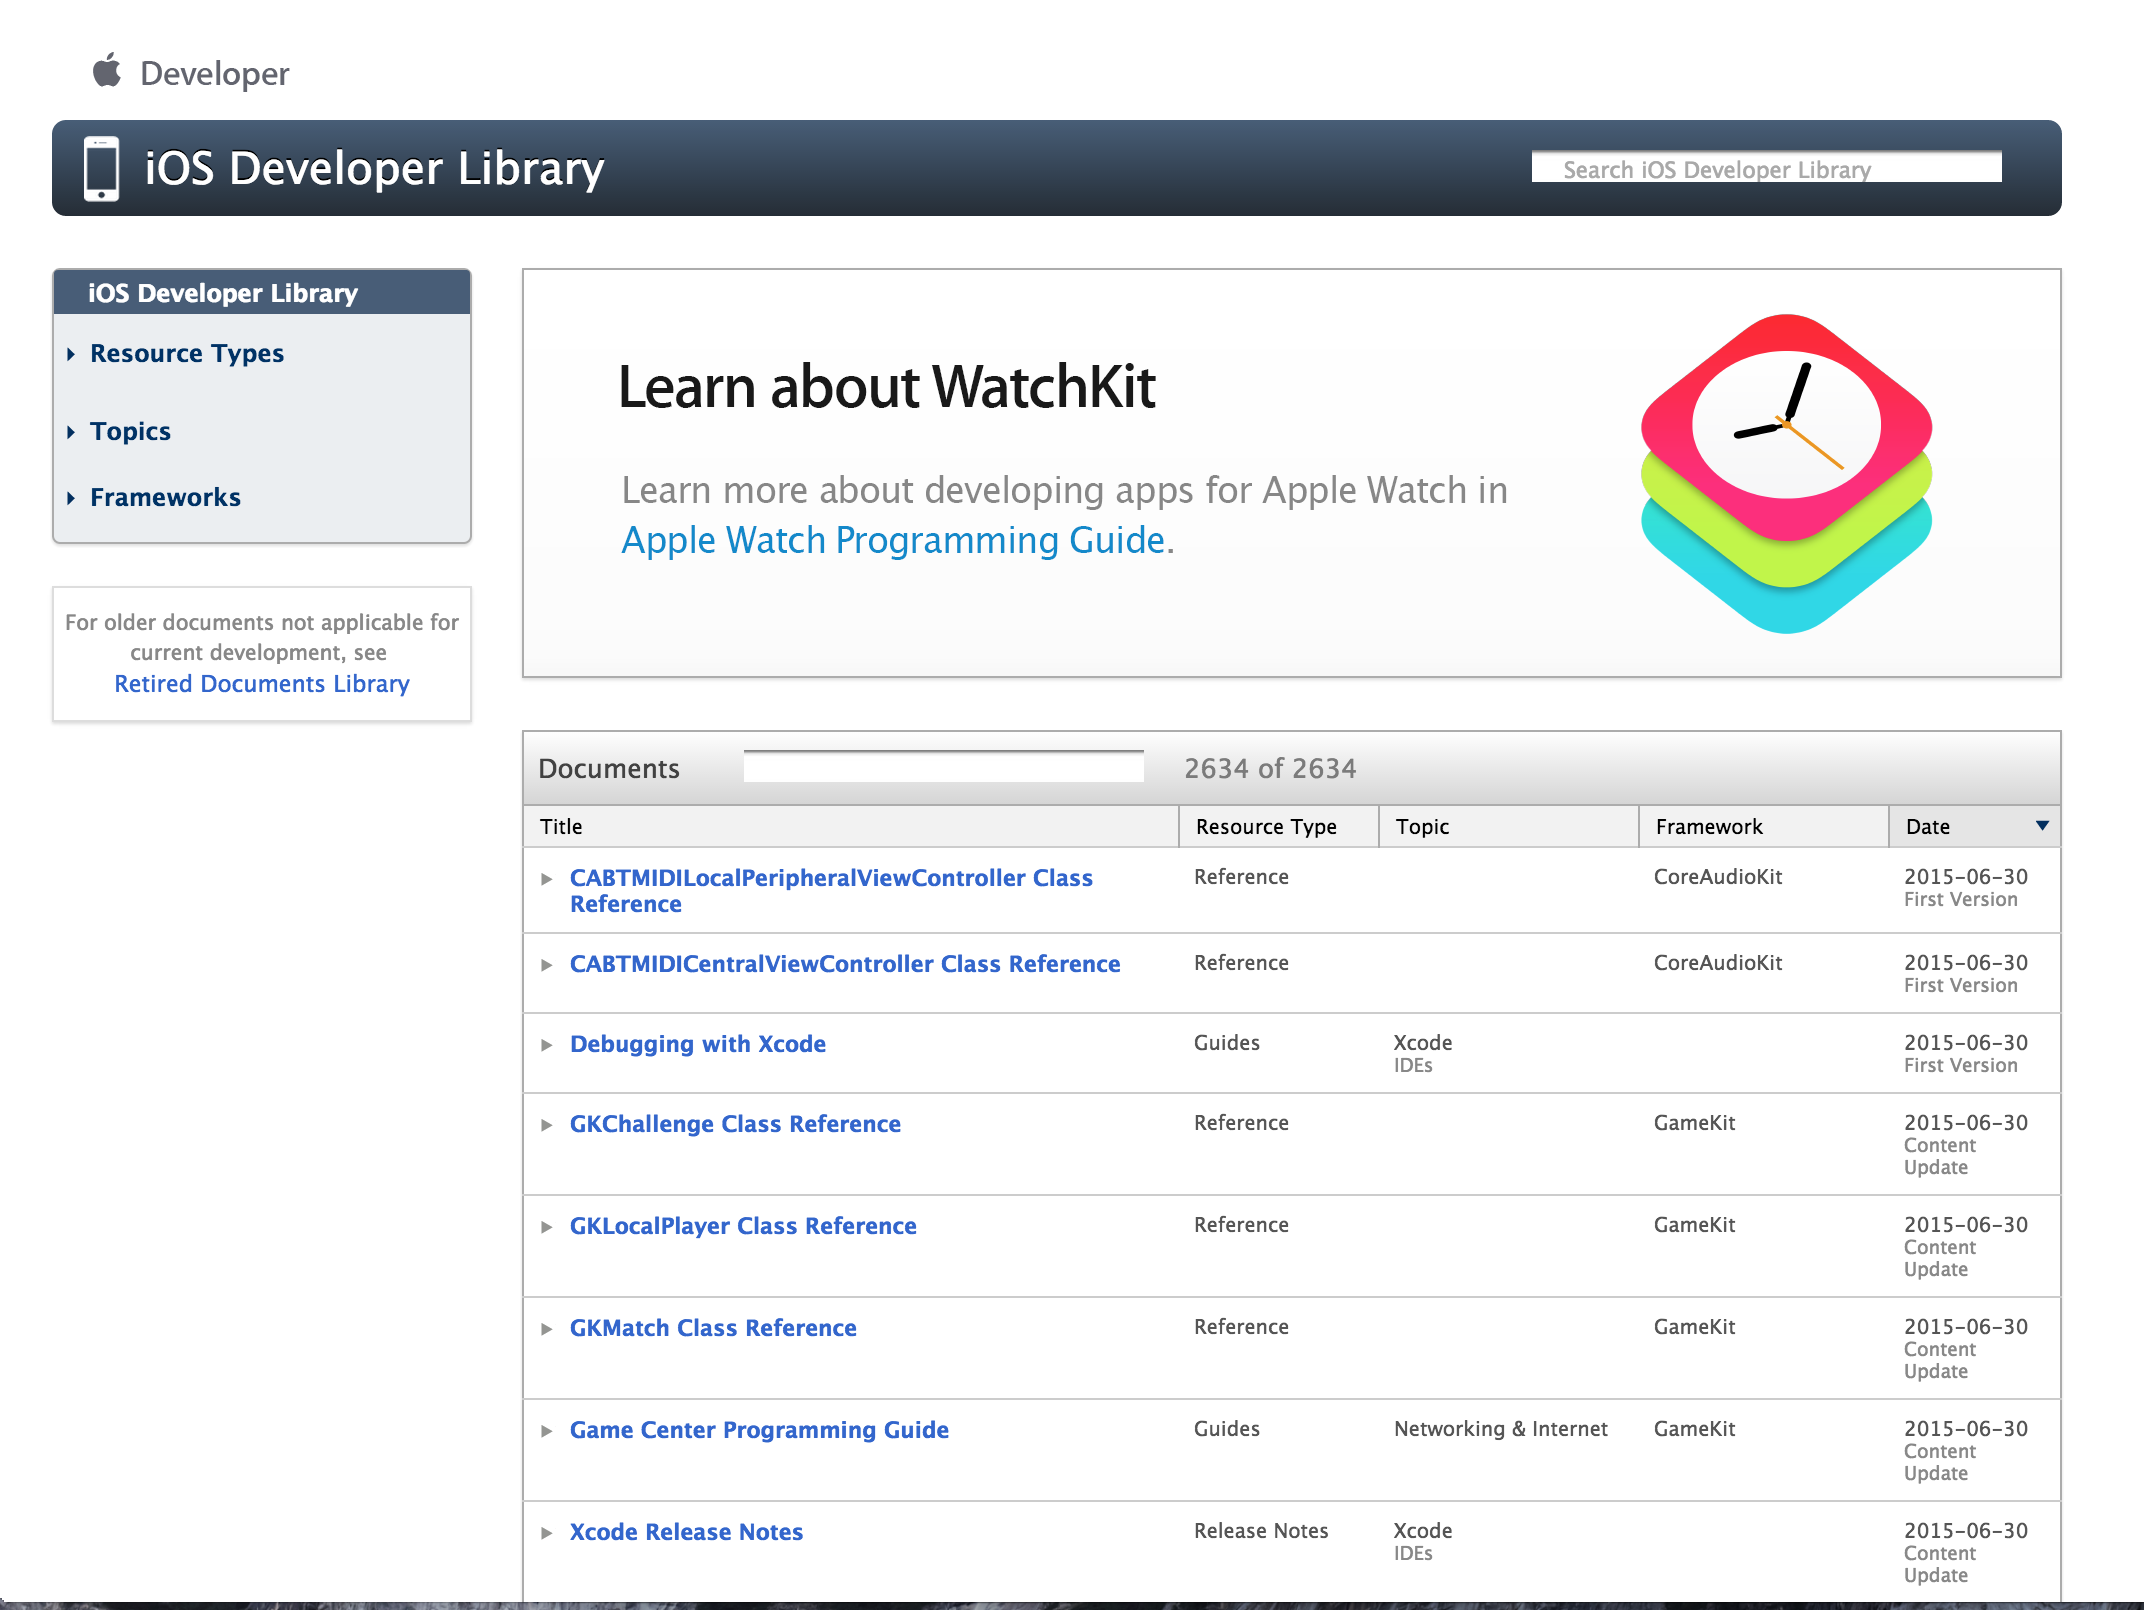 Developer
iOS Developer Library
Search iOS Developer Library
iOS Developer Library
Resource Types
Topics
Frameworks
For older documents not applicable for
current development, see
Retired Documents Library
Learn about WatchKit
Learn more about developing apps for Apple Watch in
Apple Watch Programming Guide.
Documents 2634 of 2634
Title Resource Type Topic Framework Date
CABTMIDILocalPeripheralViewController Class Reference CoreAudioKit 2015-06-30
Reference First Version
CABTMIDICentralViewController Class Reference Reference CoreAudioKit 2015-06-30
First Version
Debugging with Xcode Guides Xcode 2015-06-30
IDEs First Version
GKChallenge Class Reference Reference GameKit 2015-06-30
Content
Update
GKLocalPlayer Class Reference Reference GameKit 2015-06-30
Content
Update
GKMatch Class Reference Reference GameKit 2015-06-30
Content
Update
Game Center Programming Guide Guides Networking & Internet GameKit 2015-06-30
Content
Update
Xcode Release Notes Release Notes Xcode 2015-06-30
IDEs Content
Update